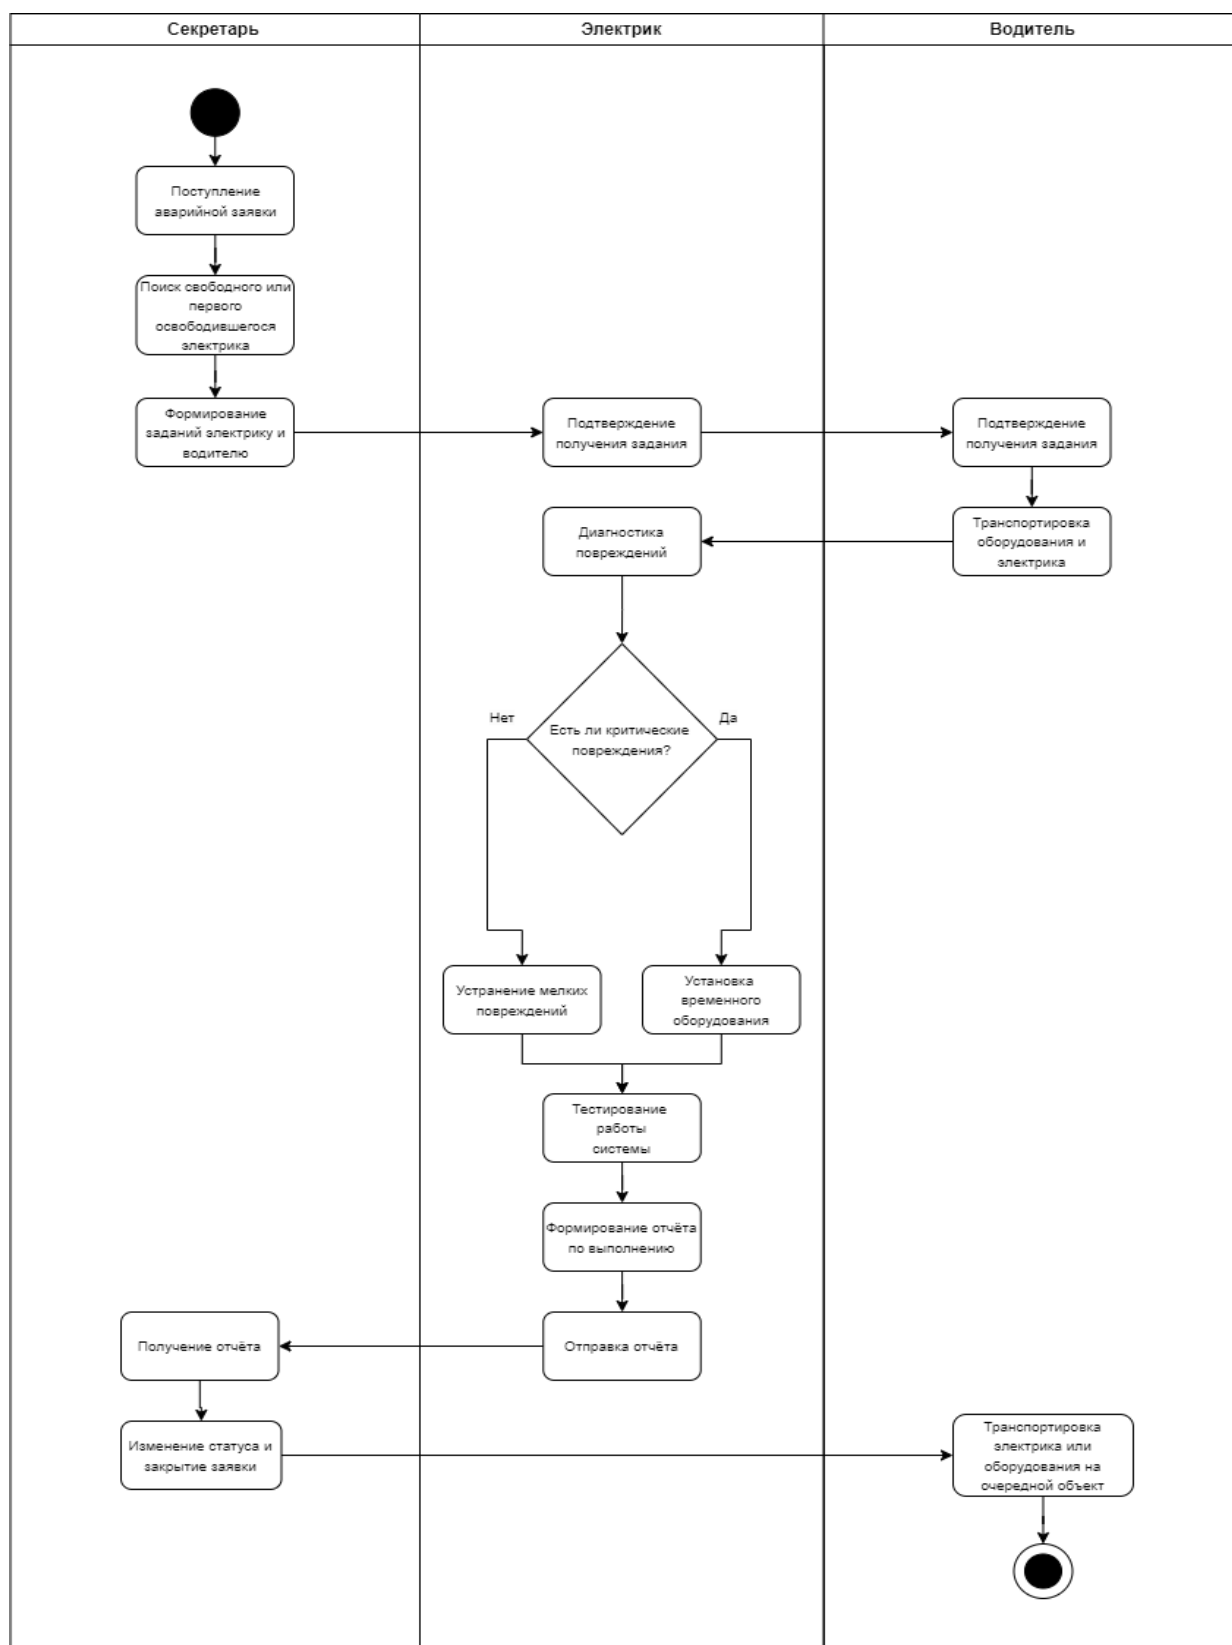 Секретарь
Электрик
Водитель
Поступление
аварийной заявки
Поиск свободного или
первого
освободившегося
электрика
Формирование
заданий электрику и
водителю
Подтверждение
получения задания
Подтверждение
получения задания
Транспортировка
оборудования и
электрика
Диагностика
повреждений
Есть ли критические
повреждения?
Нет
Да
Устранение мелких
повреждений
Установка
временного
оборудования
Тестирование
работы
системы
Формирование отчёта
по выполнению
Отправка отчёта
Получение отчёта
Изменение статуса и
закрытие заявки
Транспортировка
электрика или
оборудования на
очередной объект